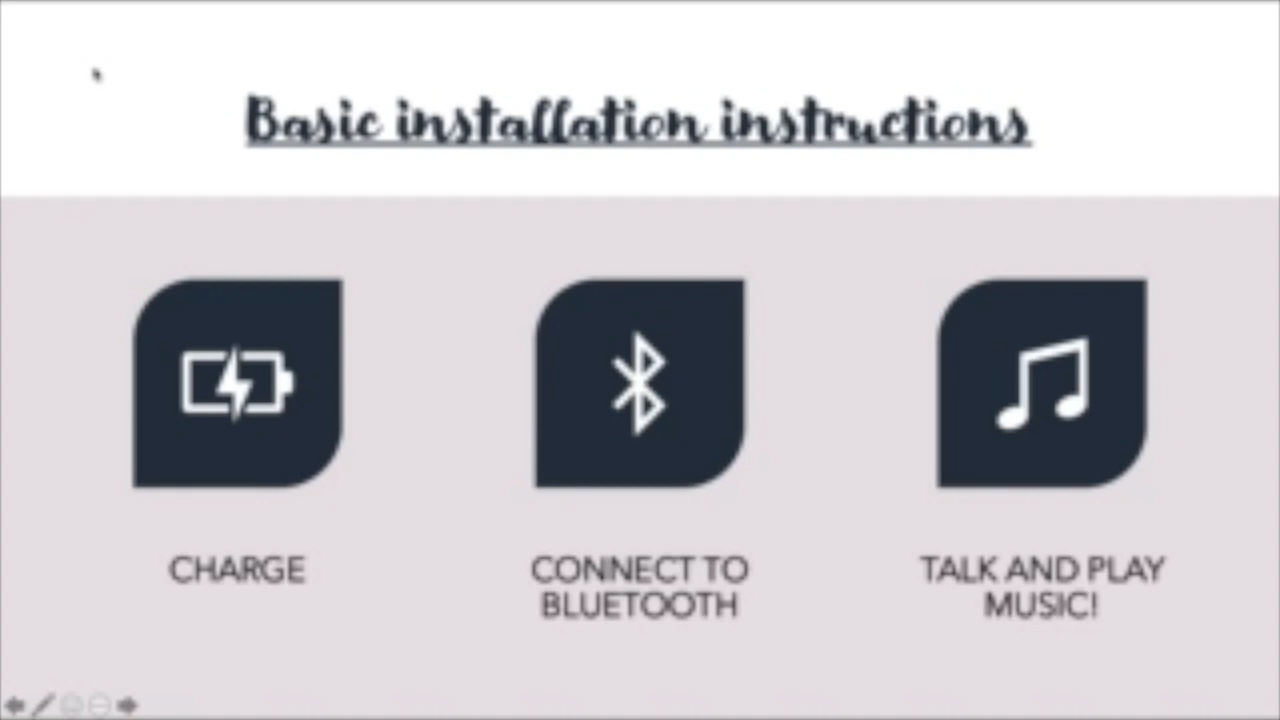 Basic installation instructions
CHARGE
CONNECT TO
BLUETOOTH
TALK AND PLAY
MUSIC!